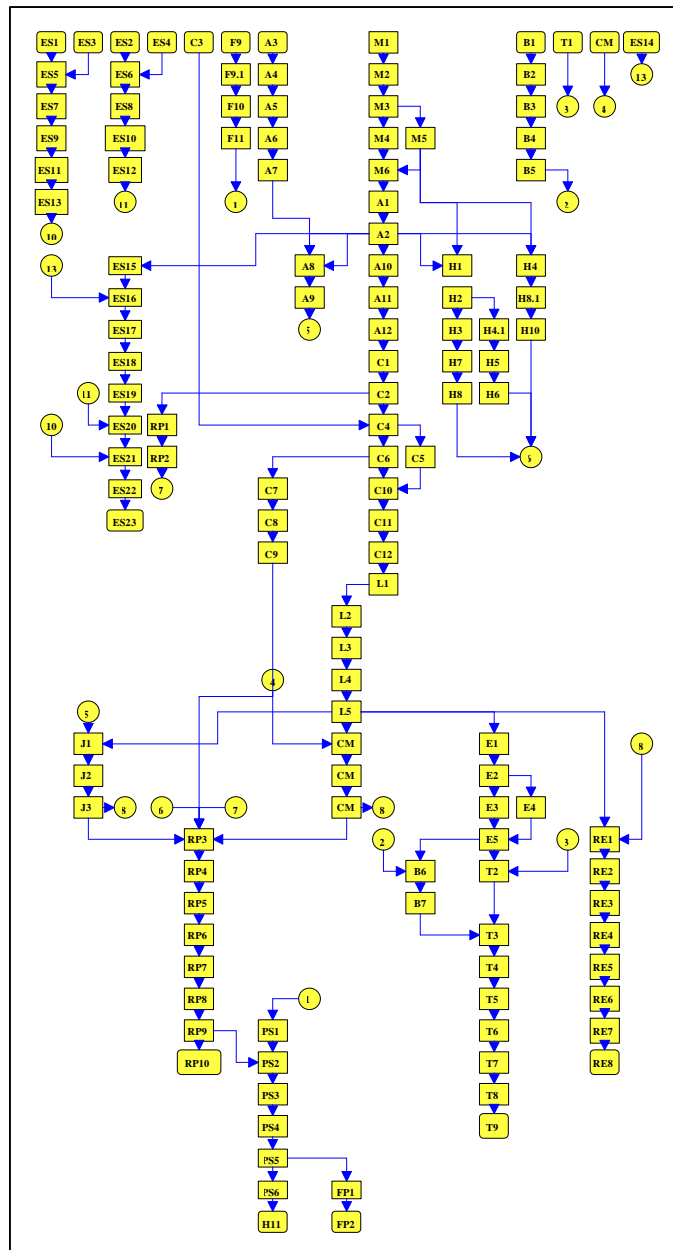 ES1 ES3 ES2 ES4 C3 F9 A3 M1 B1 T1 CM ES14
ES5 ES6 F9.1 A4 M2 B2 13
ES7 ES8 F10 A5 M3 B3 3 4
ES9 ES10 F11 A6 M4 M5 B4
ES11 ES12 A7 M6 B5
ES13 11 1 A1 2
10 A2
13 ES15 A8 A10 H1 H4
ES16 A9 A11 H2 H8.1
ES17 5 A12 H3 H4.1 H10
ES18 C1 H7 H5
11 ES19 C2 H8 H6
10 ES20 RP1 C4
ES21 RP2 C6 C5
ES22 7 C7 C10
ES23 C8 C11
C9 C12
L1
L2
L3
4 L4
5 L5
J1 CM E1 8
J2 CM E2
J3 8 6 7 CM 8 E3 E4
RP3 2 E5 3 RE1
RP4 B6 T2 RE2
RP5 B7 RE3
RP6 T3 RE4
RP7 T4 RE5
RP8 1 T5 RE6
RP9 PS1 T6 RE7
RP10 PS2 T7 RE8
PS3 T8
PS4 T9
PS5
PS6 FP1
H11 FP2